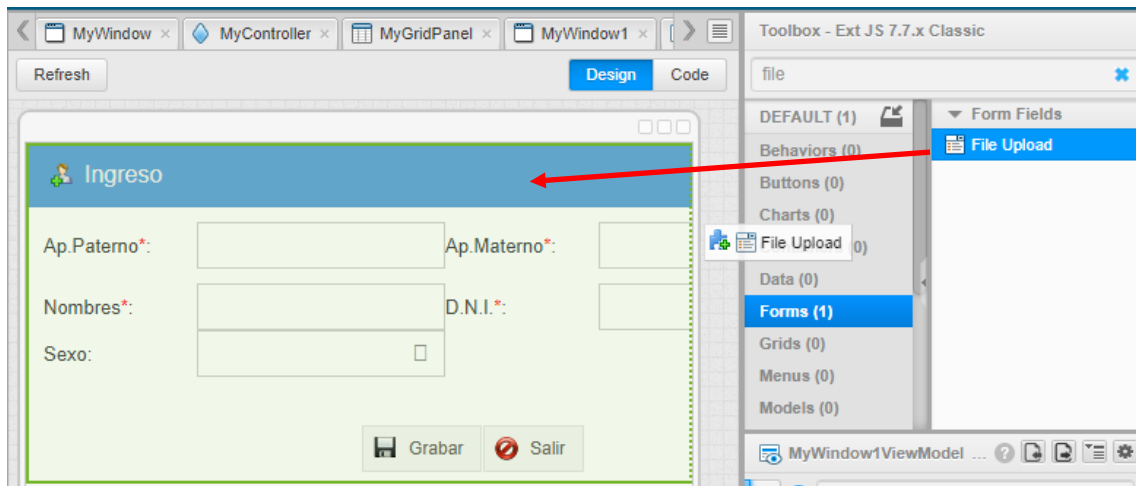 MyWindow MyController MyGridPanel MyWindow1
Refresh Design Code
Ingreso
Ap.Paterno*: Ap.Materno*:
Nombres*: D.N.I.*:
Sexo:
Grabar Salir
Toolbox - Ext JS 7.7.x Classic
file
DEFAULT (1)
Behaviors (0)
Buttons (0)
Charts (0)
(0)
Data (0)
Forms (1)
Grids (0)
Menus (0)
Models (0)
Form Fields
File Upload
File Upload
MyWindow1ViewModel ...